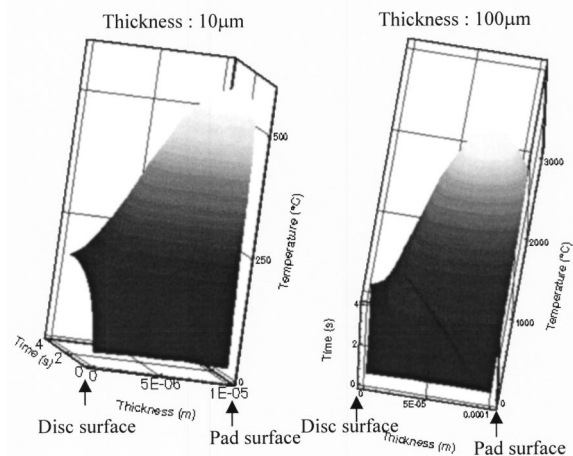 Thickness : 10μm
Thickness : 100μm
500
250
0
Temperature (°C)
4
2
0
Time (s)
0
5E-06
1E-05
Thickness (m)
Disc surface
Pad surface
3000
2000
1000
0
Temperature (°C)
4
2
0
Time (s)
0
5E-05
0.0001
Thickness (m)
Disc surface
Pad surface